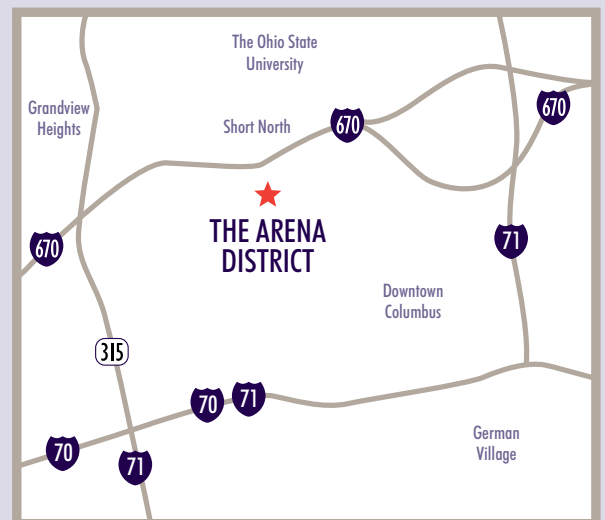 The Ohio State
University
Grandview
Heights
Short North
670
670
THE ARENA
DISTRICT
670
71
Downtown
Columbus
315
70
71
German
Village
70
71